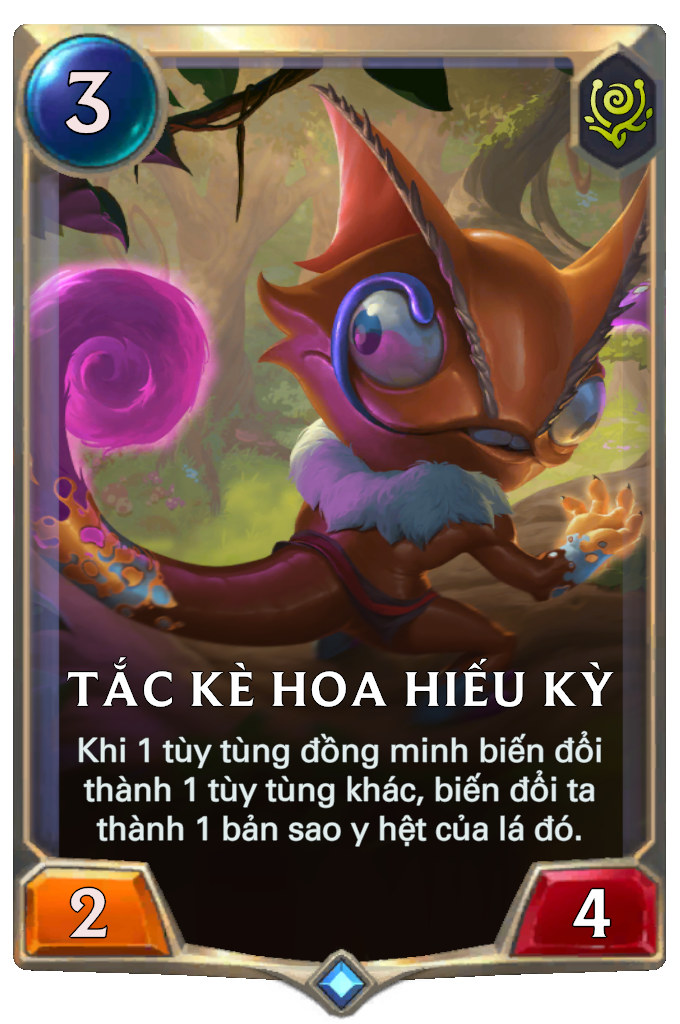 3
TẮC KÈ HOA HIẾU KỲ
Khi 1 tùy tùng đồng minh biến đổi
thành 1 tùy tùng khác, biến đổi ta
thành 1 bản sao y hệt của lá đó.
2
4